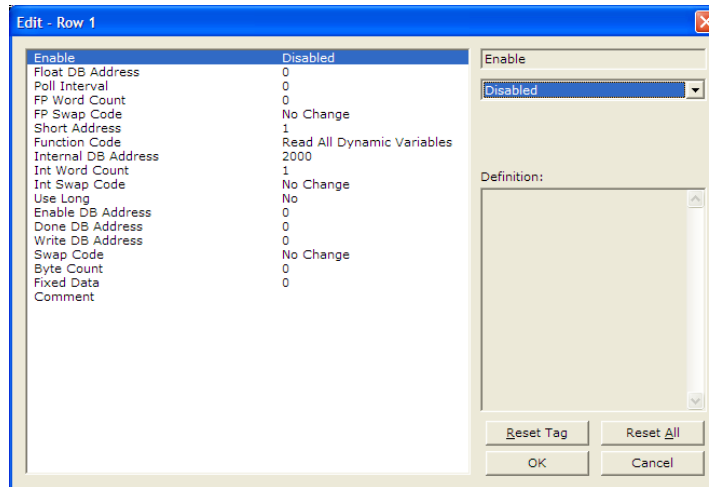 Edit - Row 1
Enable Disabled
Float DB Address 0
Poll Interval 0
FP Word Count 0
FP Swap Code No Change
Short Address 1
Function Code Read All Dynamic Variables
Internal DB Address 2000
Int Word Count 1
Int Swap Code No Change
Use Long No
Enable DB Address 0
Done DB Address 0
Write DB Address 0
Swap Code No Change
Byte Count 0
Fixed Data 0
Comment
Enable
Disabled
Definition:
Reset Tag Reset All
OK Cancel